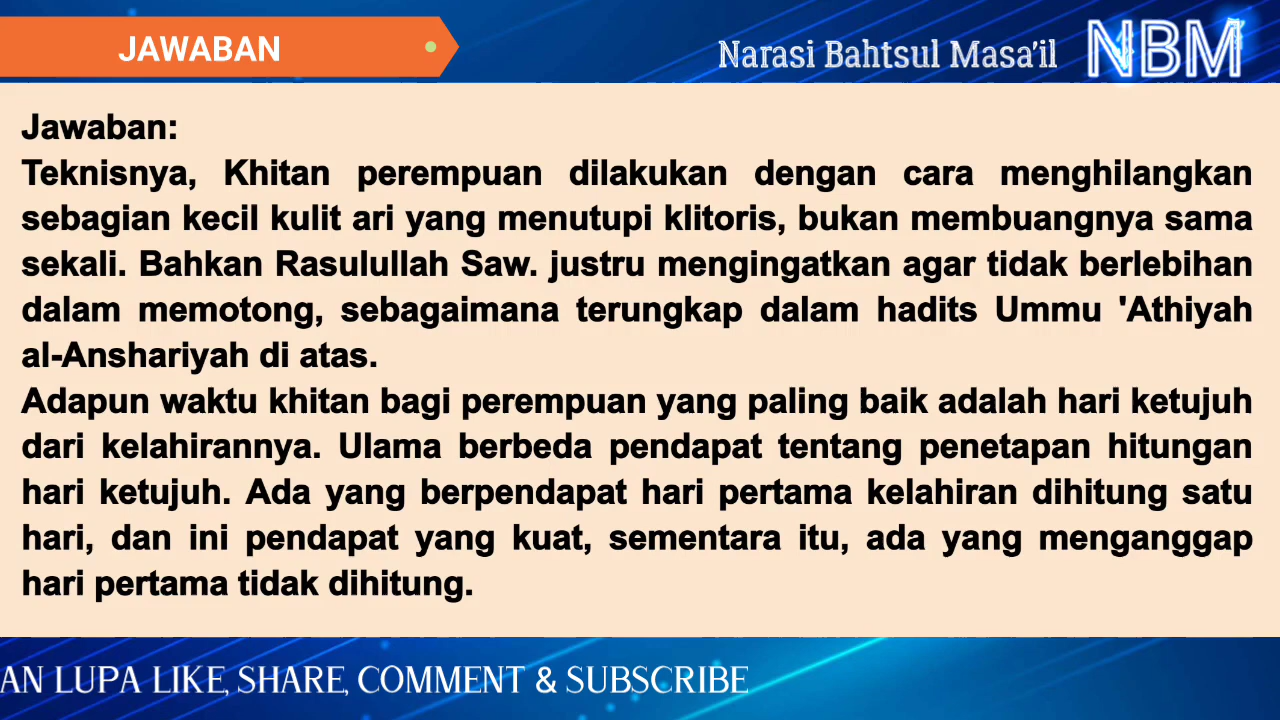 JAWABAN
Narasi Bahtsul Masa'il NBM
Jawaban:
Teknisnya, Khitan perempuan dilakukan dengan cara menghilangkan
sebagian kecil kulit ari yang menutupi klitoris, bukan membuangnya sama
sekali. Bahkan Rasulullah Saw. justru mengingatkan agar tidak berlebihan
dalam memotong, sebagaimana terungkap dalam hadits Ummu 'Athiyah
al-Anshariyah di atas.
Adapun waktu khitan bagi perempuan yang paling baik adalah hari ketujuh
dari kelahirannya. Ulama berbeda pendapat tentang penetapan hitungan
hari ketujuh. Ada yang berpendapat hari pertama kelahiran dihitung satu
hari, dan ini pendapat yang kuat, sementara itu, ada yang menganggap
hari pertama tidak dihitung.
AN LUPA LIKE, SHARE, COMMENT & SUBSCRIBE